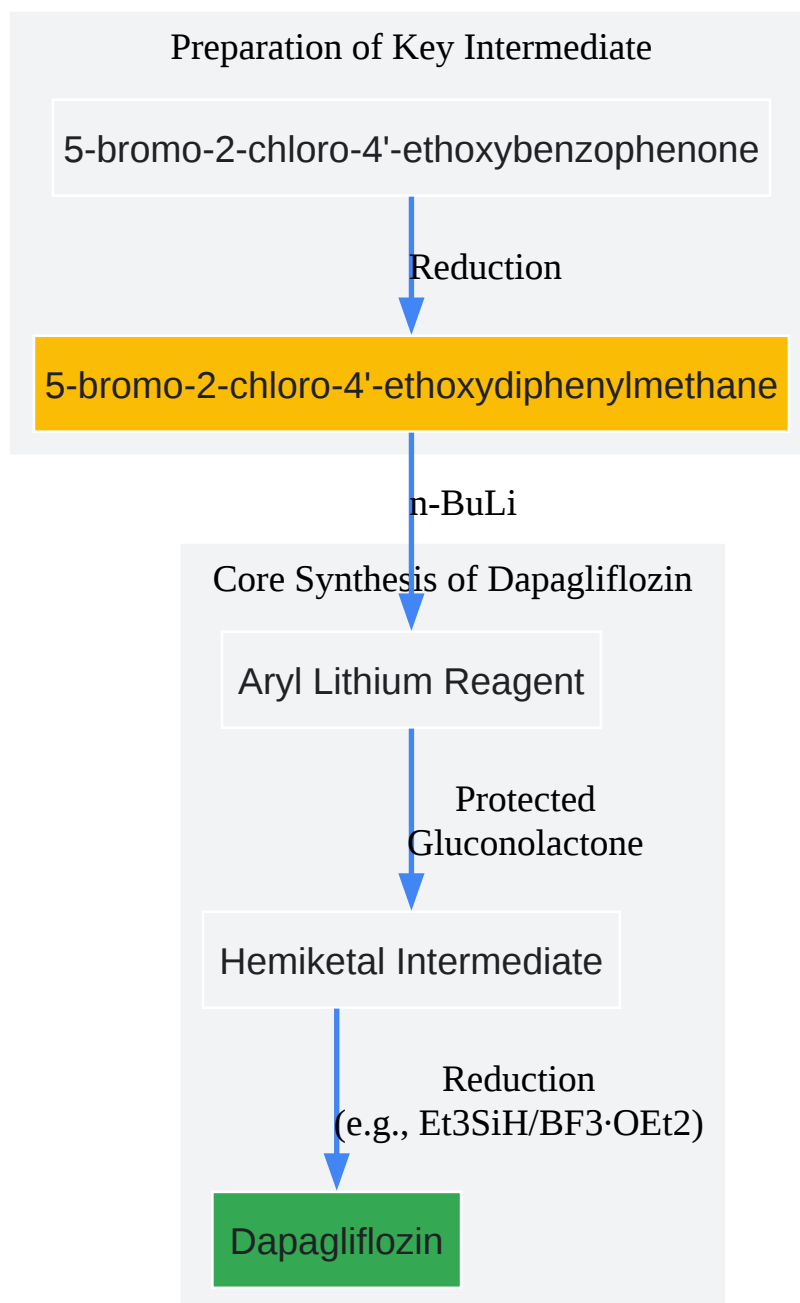 Preparation of Key Intermediate
5-bromo-2-chloro-4'-ethoxybenzophenone
Reduction
5-bromo-2-chloro-4'-ethoxydiphenylmethane
n-BuLi
Core Synthesis of Dapagliflozin
Aryl Lithium Reagent
Protected
Gluconolactone
Hemiketal Intermediate
Reduction
(e.g., Et3SiH/BF3·OEt2)
Dapagliflozin